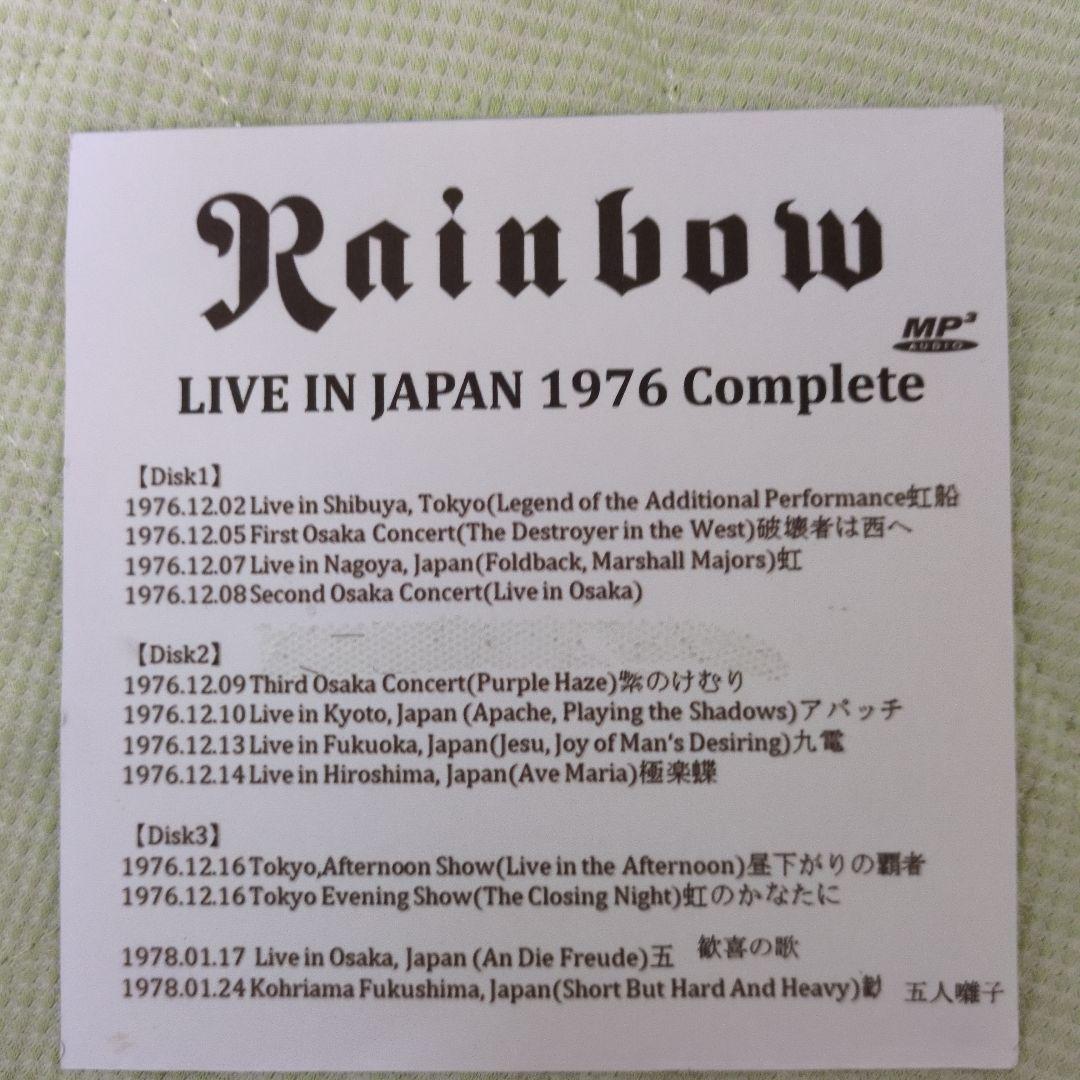 Rainbow
MP3
AUDIO
LIVE IN JAPAN 1976 Complete
【Disk1】
1976.12.02 Live in Shibuya, Tokyo(Legend of the Additional Performance虹船
1976.12.05 First Osaka Concert(The Destroyer in the West)破壊者は西へ
1976.12.07 Live in Nagoya, Japan(Foldback, Marshall Majors)虹
1976.12.08 Second Osaka Concert(Live in Osaka)
【Disk2】
1976.12.09 Third Osaka Concert(Purple Haze)紫のけむり
1976.12.10 Live in Kyoto, Japan (Apache, Playing the Shadows)アパッチ
1976.12.13 Live in Fukuoka, Japan(Jesu, Joy of Man's Desiring)九電
1976.12.14 Live in Hiroshima, Japan(Ave Maria)極楽蝶
【Disk3】
1976.12.16 Tokyo,Afternoon Show(Live in the Afternoon)昼下がりの覇者
1976.12.16 Tokyo Evening Show(The Closing Night)虹のかなたに
1978.01.17 Live in Osaka, Japan (An Die Freude)五 歓喜の歌
1978.01.24 Kohriama Fukushima, Japan(Short But Hard And Heavy) 五人囃子